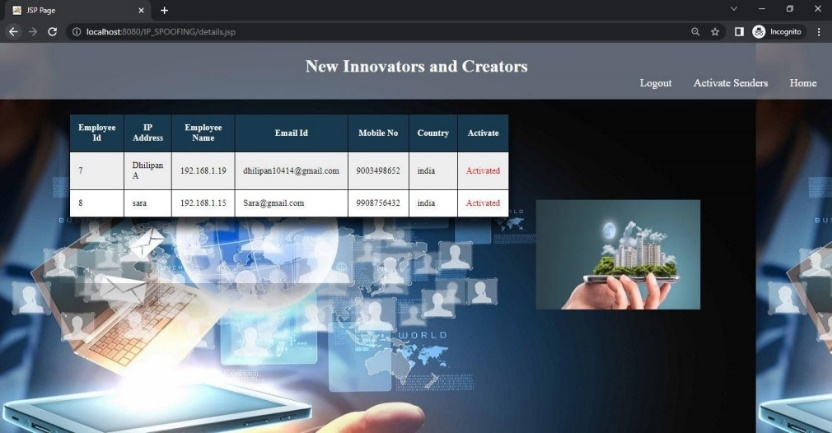 JSP Page
localhost:8080/IP_SPOOFING/details.jsp
Incognito
New Innovators and Creators
Logout Activate Senders Home
Employee Id IP Address Employee Name Email Id Mobile No Country Activate
7 Dhilipan A 192.168.1.19 dhilipan10414@gmail.com 9003498652 india Activated
8 sara 192.168.1.15 Sara@gmail.com 9908756432 india Activated
WORLD